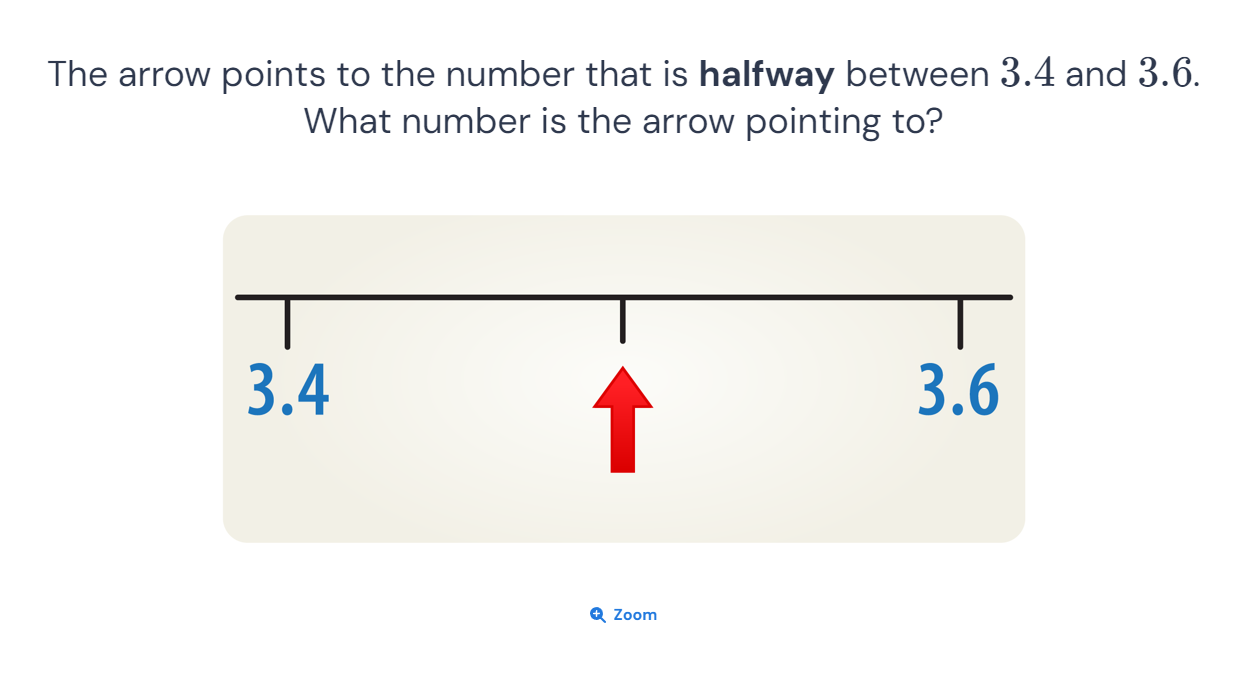 The arrow points to the number that is halfway between 3.4 and 3.6.
What number is the arrow pointing to?
3.4 3.6
Zoom